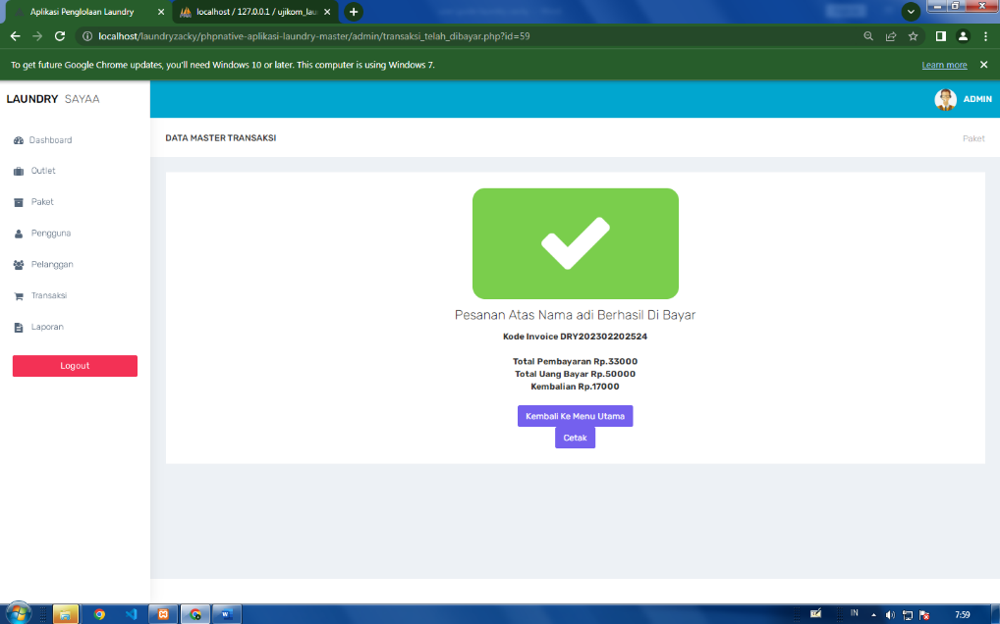 Aplikasi Penglolaan Laundry
localhost / 127.0.0.1 / ujikom_lau
localhost/laundryzacky/phpnative-aplikasi-laundry-master/admin/transaksi_telah_dibayar.php?id=59
To get future Google Chrome updates, you'll need Windows 10 or later. This computer is using Windows 7.
Learn more
LAUNDRY SAYAA
ADMIN
Dashboard
Outlet
Paket
Pengguna
Pelanggan
Transaksi
Laporan
Logout
DATA MASTER TRANSAKSI
Paket
Pesanan Atas Nama adi Berhasil Di Bayar
Kode Invoice DRY202302202524
Total Pembayaran Rp.33000
Total Uang Bayar Rp.50000
Kembalian Rp.17000
Kembali Ke Menu Utama
Cetak
IN
7:59